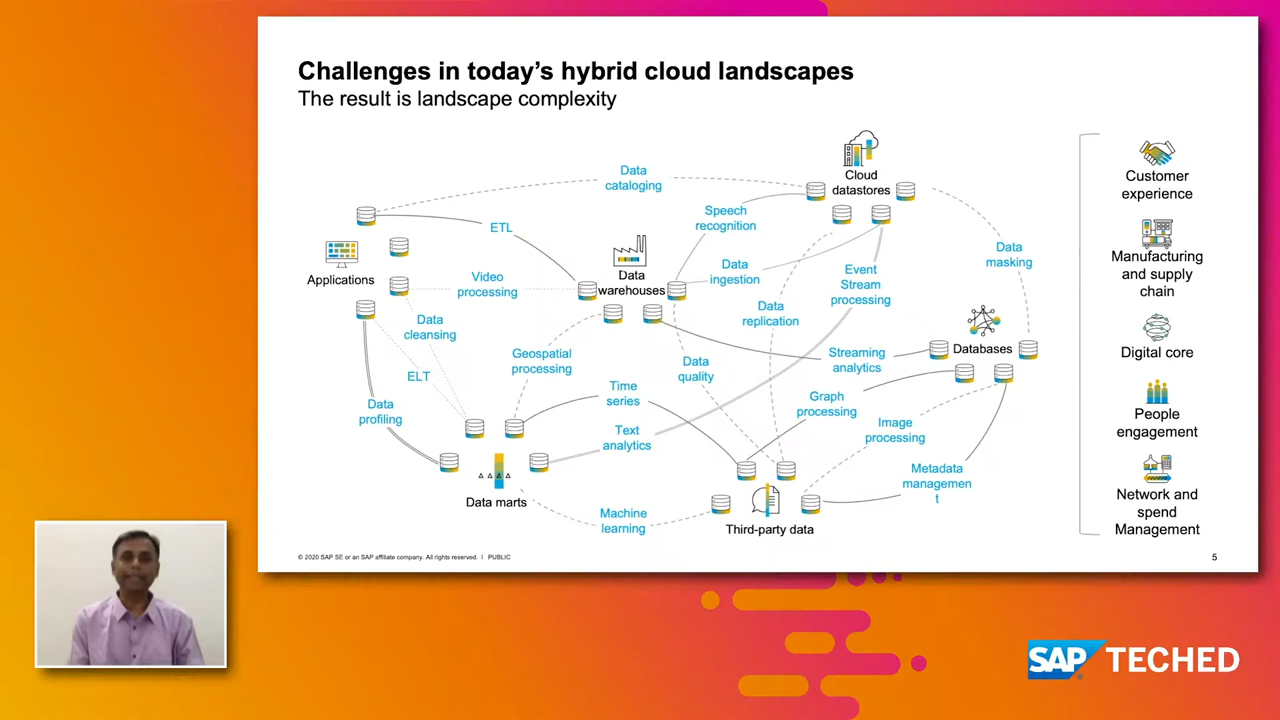 Challenges in today's hybrid cloud landscapes
The result is landscape complexity
Cloud
datastores
Data
cataloging
Speech
recognition
ETL
Applications
Data
warehouses
Video
processing
Data
ingestion
Event
Stream
processing
Data
masking
Data
cleansing
Data
replication
Geospatial
processing
Data
quality
Streaming
analytics
Databases
ELT
Time
series
Data
profiling
Graph
processing
Text
analytics
Image
processing
Metadata
managemen
t
Data marts
Machine
learning
Third-party data
Customer
experience
Manufacturing
and supply
chain
Digital core
People
engagement
Network and
spend
Management
© 2020 SAP SE or an SAP affiliate company. All rights reserved. I PUBLIC
5
SAP TECHED